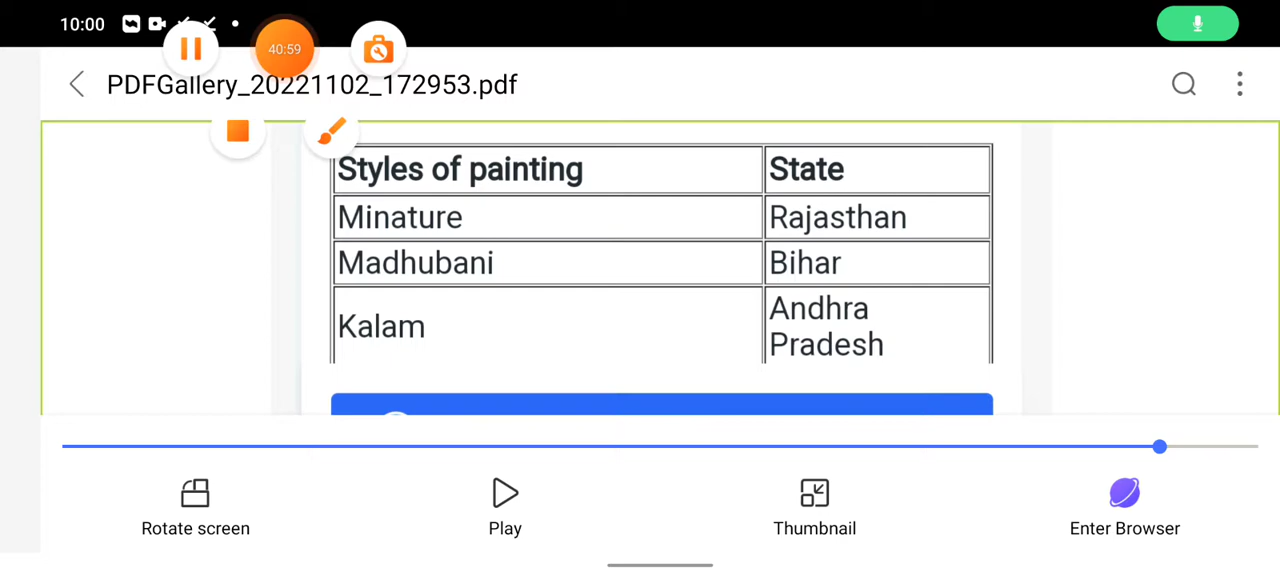 10:00
40:59
PDFGallery_20221102_172953.pdf
Styles of painting State
Minature Rajasthan
Madhubani Bihar
Kalam Andhra
Pradesh
Rotate screen Play Thumbnail Enter Browser